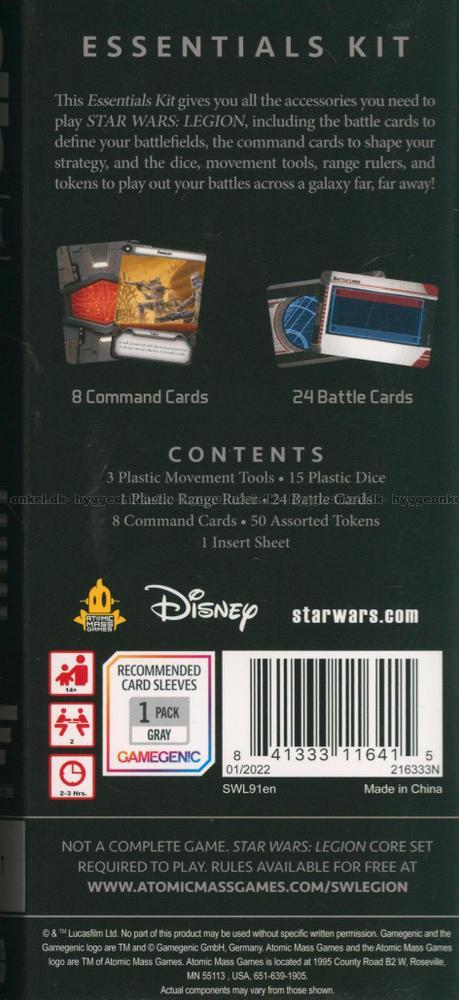 ESSENTIALS KIT
This Essentials Kit gives you all the accessories you need to
play STAR WARS: LEGION, including the battle cards to
define your battlefields, the command cards to shape your
strategy, and the dice, movement tools, range rulers, and
tokens to play out your battles across a galaxy far, far away!
Battle Lines
8 Command Cards
24 Battle Cards
CONTENTS
3 Plastic Movement Tools • 15 Plastic Dice
1 Plastic Range Ruler • 24 Battle Cards
8 Command Cards • 50 Assorted Tokens
1 Insert Sheet
ATOMIC
MASS
GAMES
DISNEY
starwars.com
14+
2
2-3 Hrs.
RECOMMENDED
CARD SLEEVES
1 PACK
GRAY
GAMEGENIC
8 41333 11641 5
01/2022 216333N
SWL91en Made in China
NOT A COMPLETE GAME. STAR WARS: LEGION CORE SET
REQUIRED TO PLAY. RULES AVAILABLE FOR FREE AT
WWW.ATOMICMASSGAMES.COM/SWLEGION
© & ™ Lucasfilm Ltd. No part of this product may be used without specific written permission. Gamegenic and the
Gamegenic logo are TM and © Gamegenic GmbH, Germany. Atomic Mass Games and the Atomic Mass Games
logo are TM of Atomic Mass Games. Atomic Mass Games is located at 1995 County Road B2 W, Roseville,
MN 55113 , USA, 651-639-1905.
Actual components may vary from those shown.